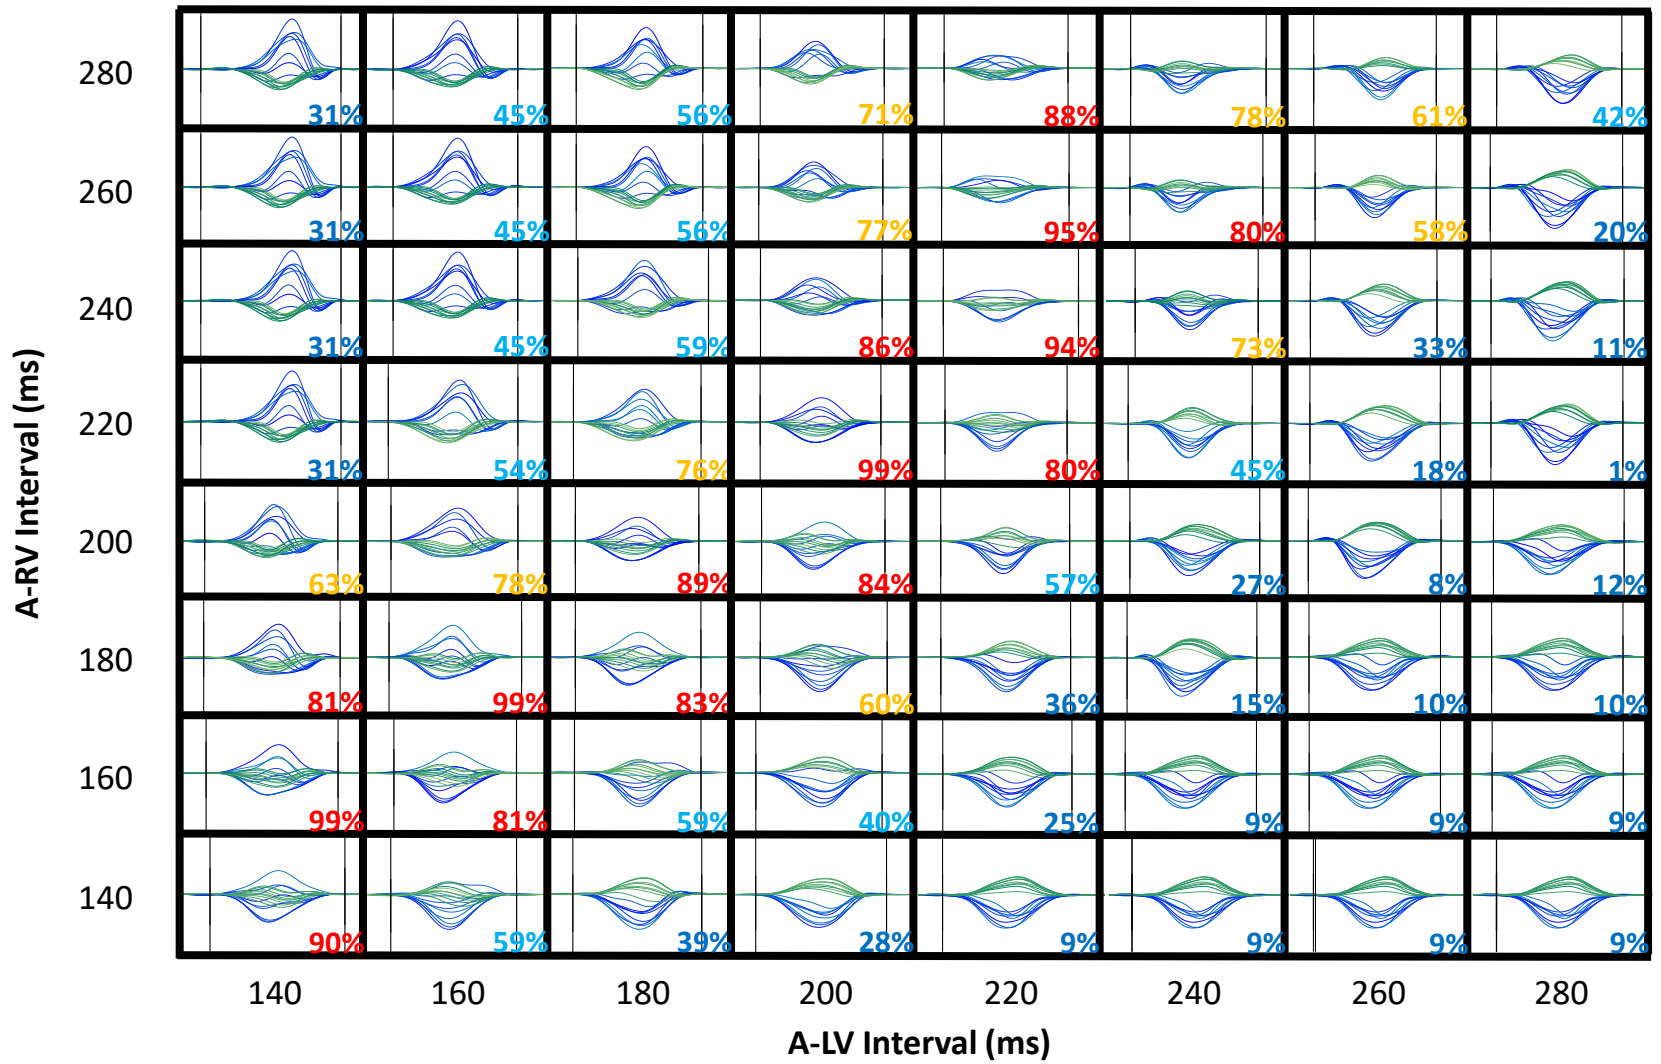 280 31% 45% 56% 71% 88% 78% 61% 42%
260 31% 45% 56% 77% 95% 80% 58% 20%
240 31% 45% 59% 86% 94% 73% 33% 11%
220 31% 54% 76% 99% 80% 45% 18% 1%
200 63% 78% 89% 84% 57% 27% 8% 12%
180 81% 99% 83% 60% 36% 15% 10% 10%
160 99% 81% 59% 40% 25% 9% 9% 9%
140 90% 59% 39% 28% 9% 9% 9% 9%
A-RV Interval (ms)
140 160 180 200 220 240 260 280
A-LV Interval (ms)